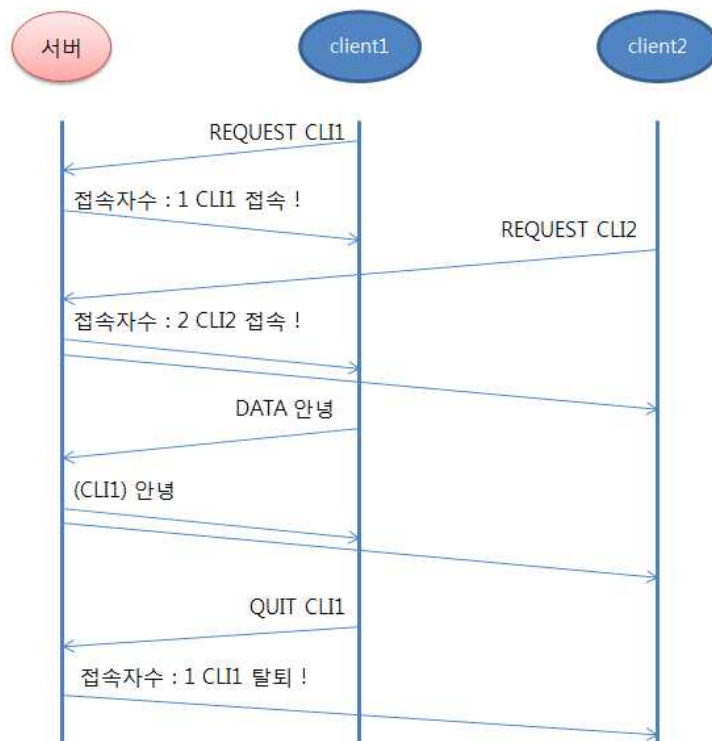 서버
client1
client2
REQUEST CLI1
접속자수 : 1 CLI1 접속 !
REQUEST CLI2
접속자수 : 2 CLI2 접속 !
DATA 안녕
(CLI1) 안녕
QUIT CLI1
접속자수 : 1 CLI1 탈퇴 !